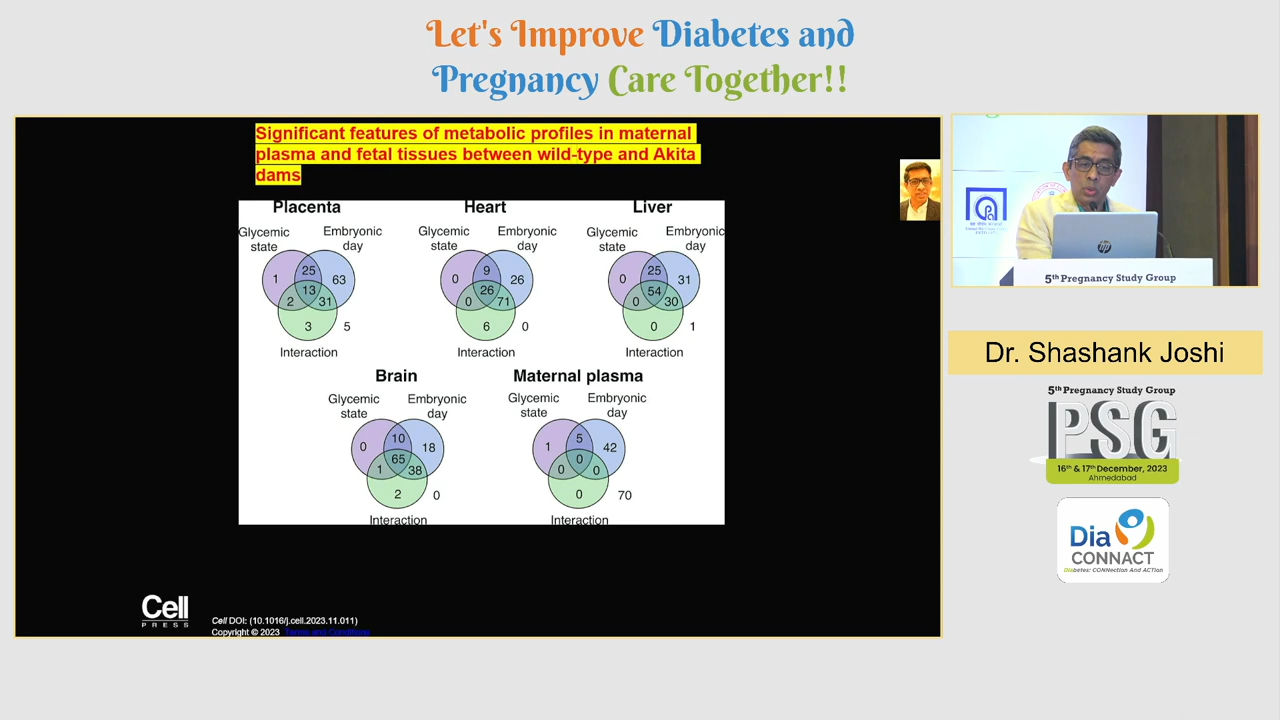 Let's Improve Diabetes and
Pregnancy Care Together!!
Significant features of metabolic profiles in maternal
plasma and fetal tissues between wild-type and Akita
dams
Placenta
Glycemic
state
Embryonic
day
1
25
63
13
2
31
3
5
Interaction
Heart
Glycemic
state
Embryonic
day
0
9
26
26
0
71
6
0
Interaction
Liver
Glycemic
state
Embryonic
day
0
25
31
54
0
30
0
1
Interaction
Brain
Glycemic
state
Embryonic
day
0
10
18
65
1
38
2
0
Interaction
Maternal plasma
Glycemic
state
Embryonic
day
1
5
42
0
0
0
0
70
Interaction
Cell
PRESS
Cell DOI: (10.1016/j.cell.2023.11.011)
Copyright © 2023 Terms and Conditions
hp
5th Pregnancy Study Group
Dr. Shashank Joshi
5th Pregnancy Study Group
PSG
16th & 17th December, 2023
Ahmedabad
Dia
CONNACT
Diabetes: CONNection And ACTion